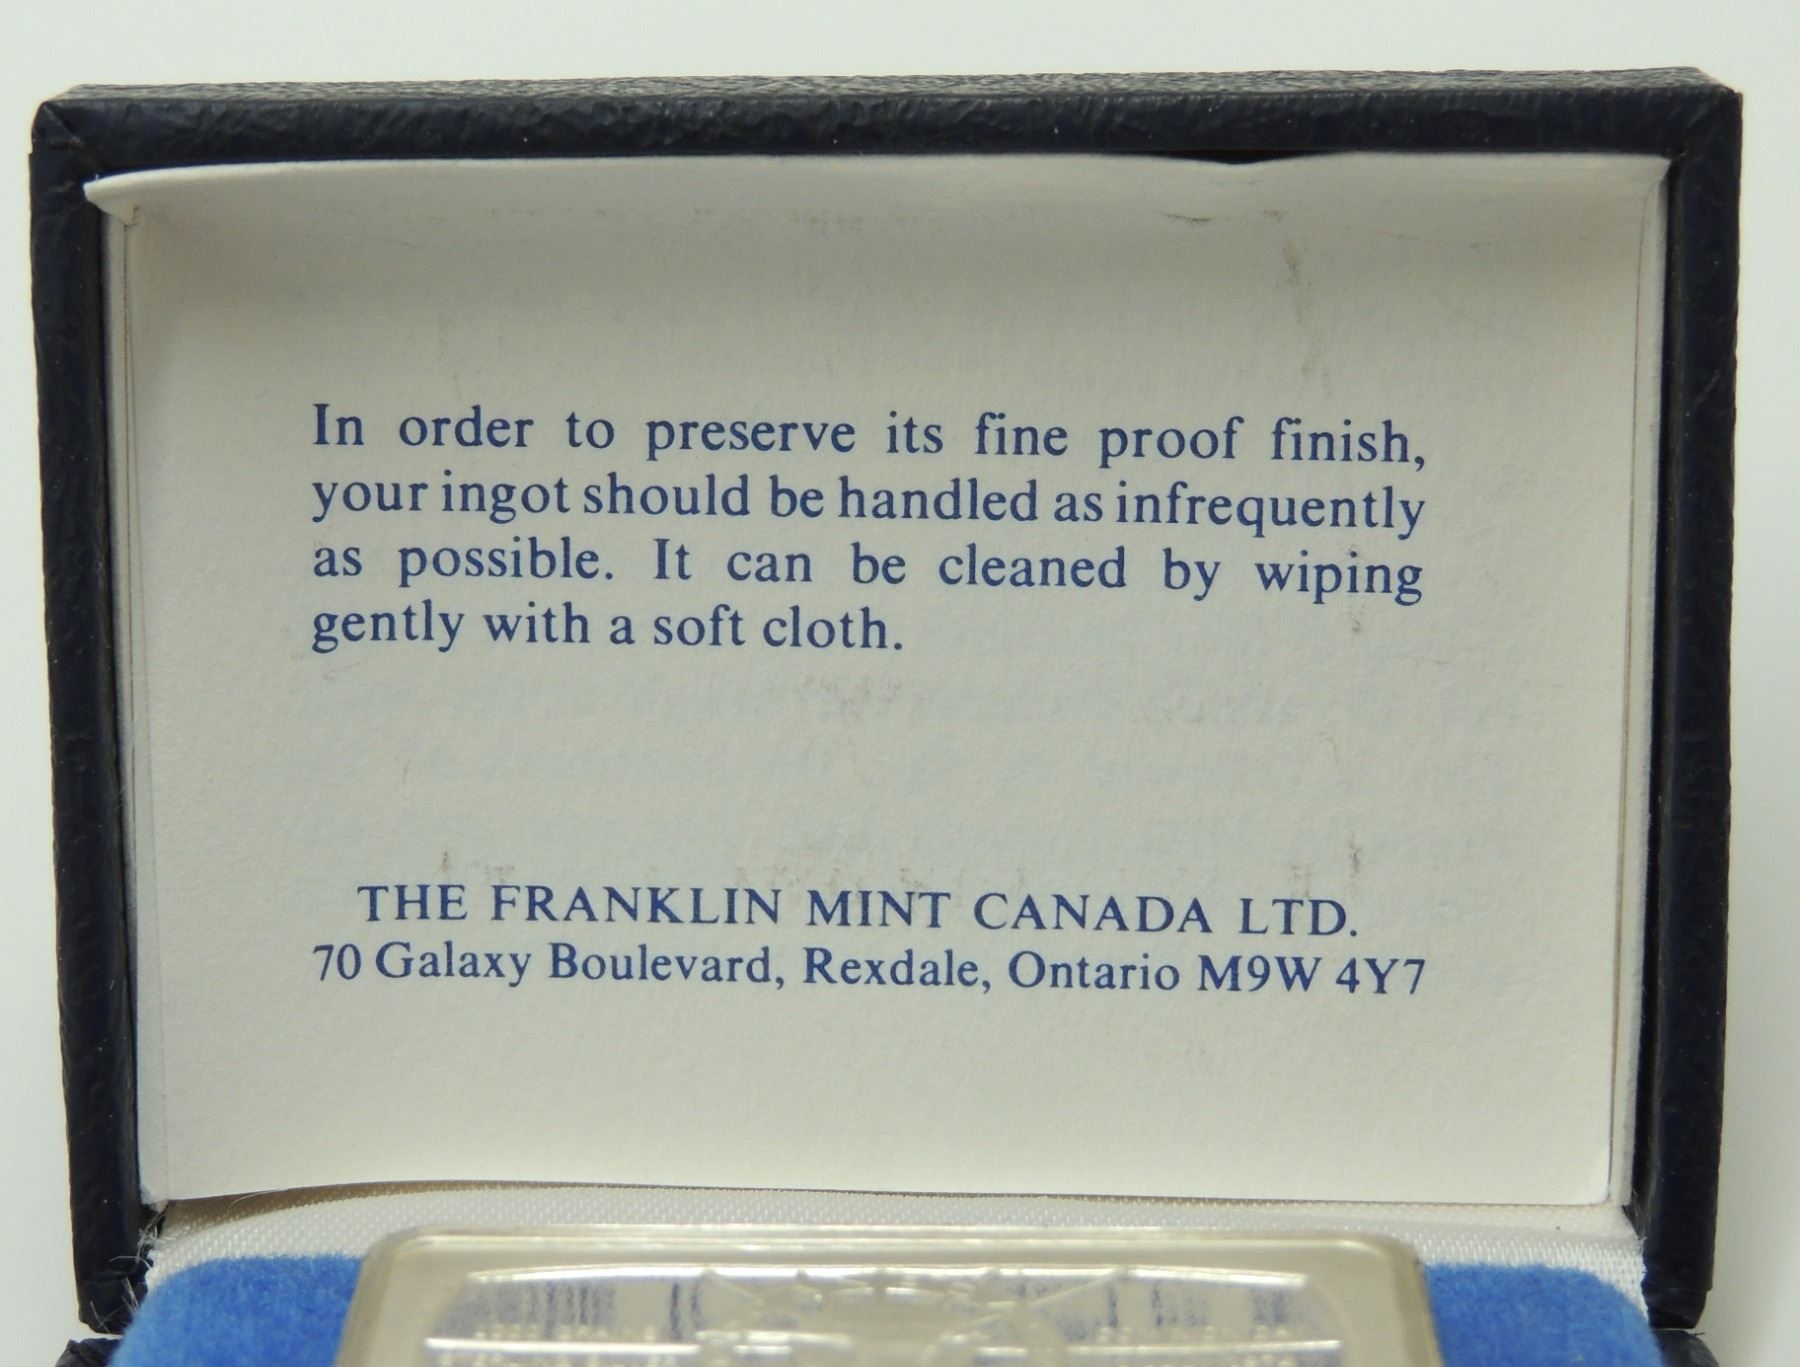 In order to preserve its fine proof finish,
your ingot should be handled as infrequently
as possible. It can be cleaned by wiping
gently with a soft cloth.
THE FRANKLIN MINT CANADA LTD.
70 Galaxy Boulevard, Rexdale, Ontario M9W 4Y7